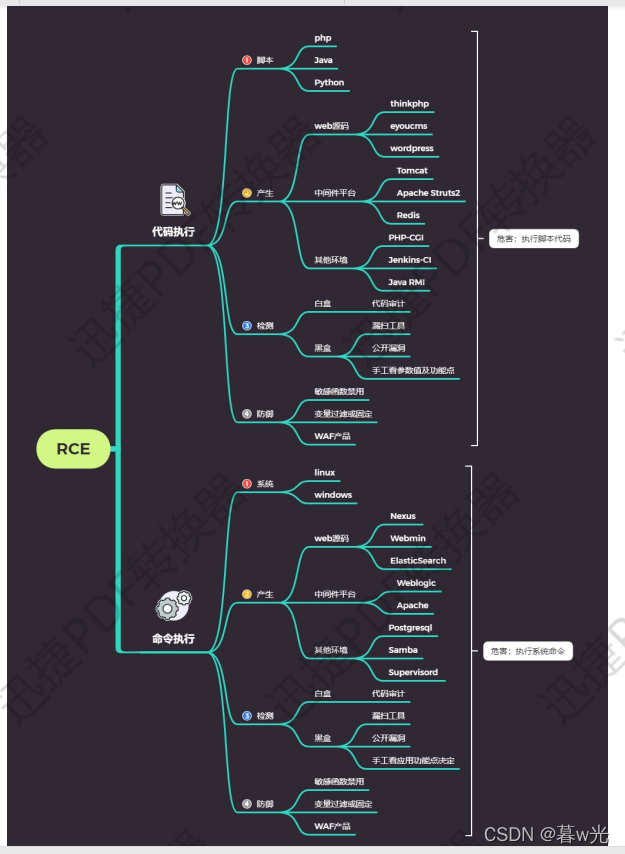 RCE
代码执行
1 脚本
php
Java
Python
2 产生
web源码
thinkphp
eyoucms
wordpress
中间件平台
Tomcat
Apache Struts2
Redis
其他环境
PHP-CGI
Jenkins-CI
Java RMI
3 检测
白盒
代码审计
黑盒
漏扫工具
公开漏洞
手工看参数值及功能点
4 防御
敏感函数禁用
变量过滤或固定
WAF产品
危害：执行脚本代码
命令执行
1 系统
linux
windows
2 产生
web源码
Nexus
Webmin
ElasticSearch
中间件平台
Weblogic
Apache
其他环境
Postgresql
Samba
Supervisord
3 检测
白盒
代码审计
黑盒
漏扫工具
公开漏洞
手工看应用功能点决定
4 防御
敏感函数禁用
变量过滤或固定
WAF产品
危害：执行系统命令
迅捷PDF转换器
CSDN @暮w光